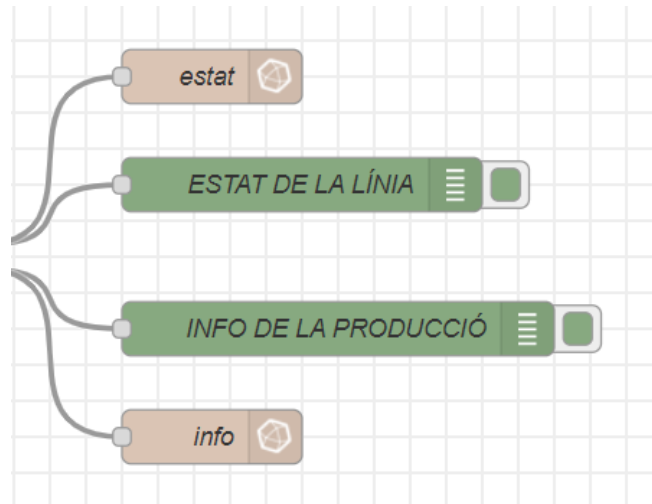 estat
ESTAT DE LA LÍNIA
INFO DE LA PRODUCCIÓ
info